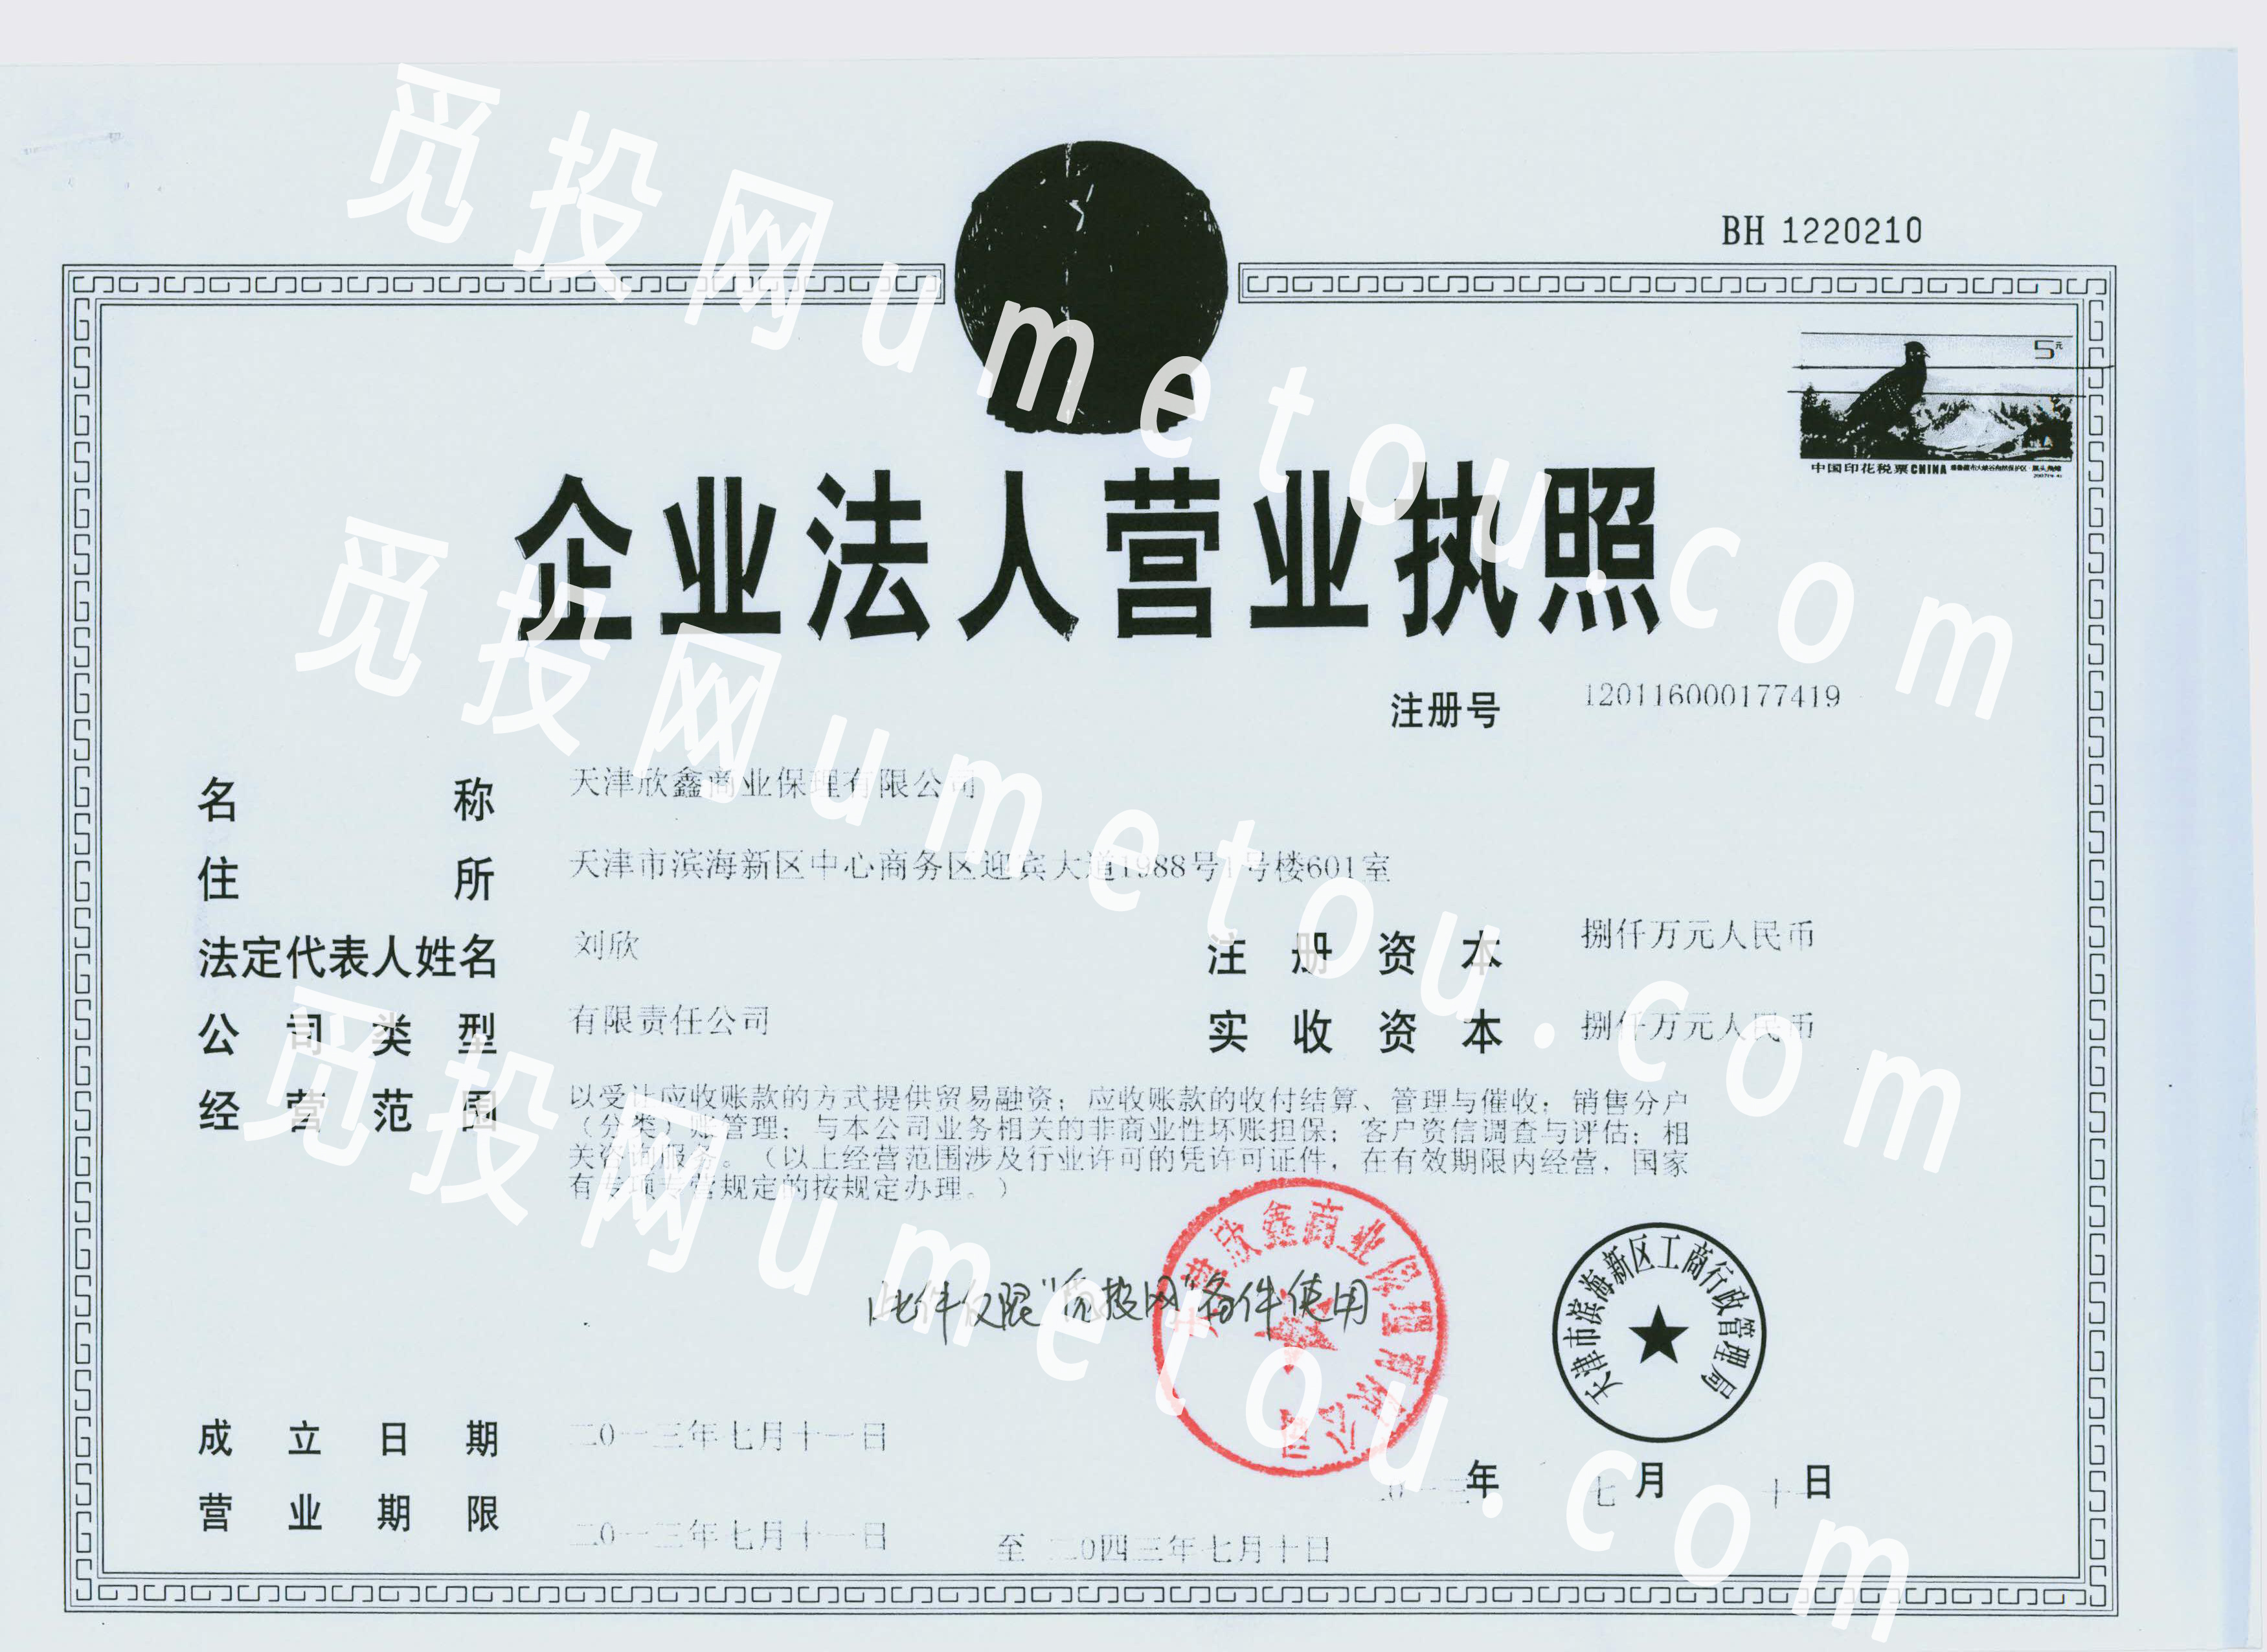 BH 1220210
5元
中国印花税票CHINA
企业法人营业执照
注册号 120116000177419
名称 天津欣鑫商业保理有限公司
住所 天津市滨海新区中心商务区迎宾大道1988号1号楼601室
法定代表人姓名 刘欣 注册资本 捌仟万元人民币
公司类型 有限责任公司 实收资本 捌仟万元人民币
经营范围 以受让应收账款的方式提供贸易融资；应收账款的收付结算、管理与催收；销售分户
（分类）账管理；与本公司业务相关的非商业性坏账担保；客户资信调查与评估；相
关咨询服务。（以上经营范围涉及行业许可的凭许可证件，在有效期限内经营，国家
有专项专营规定的按规定办理。）
天津欣鑫商业保理有限公司
此件仅限"觅投网"备件使用
天津市滨海新区工商行政管理局
成立日期 二0一三年七月十一日
二0一三年 七月 十一日
营业期限 二0一三年七月十一日 至 二0四三年七月十日
觅投网umetou.com
觅投网umetou.com
觅投网umetou.com